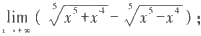 lim ( ⁵√(x⁵+x⁴) − ⁵√(x⁵−x⁴) ) ;